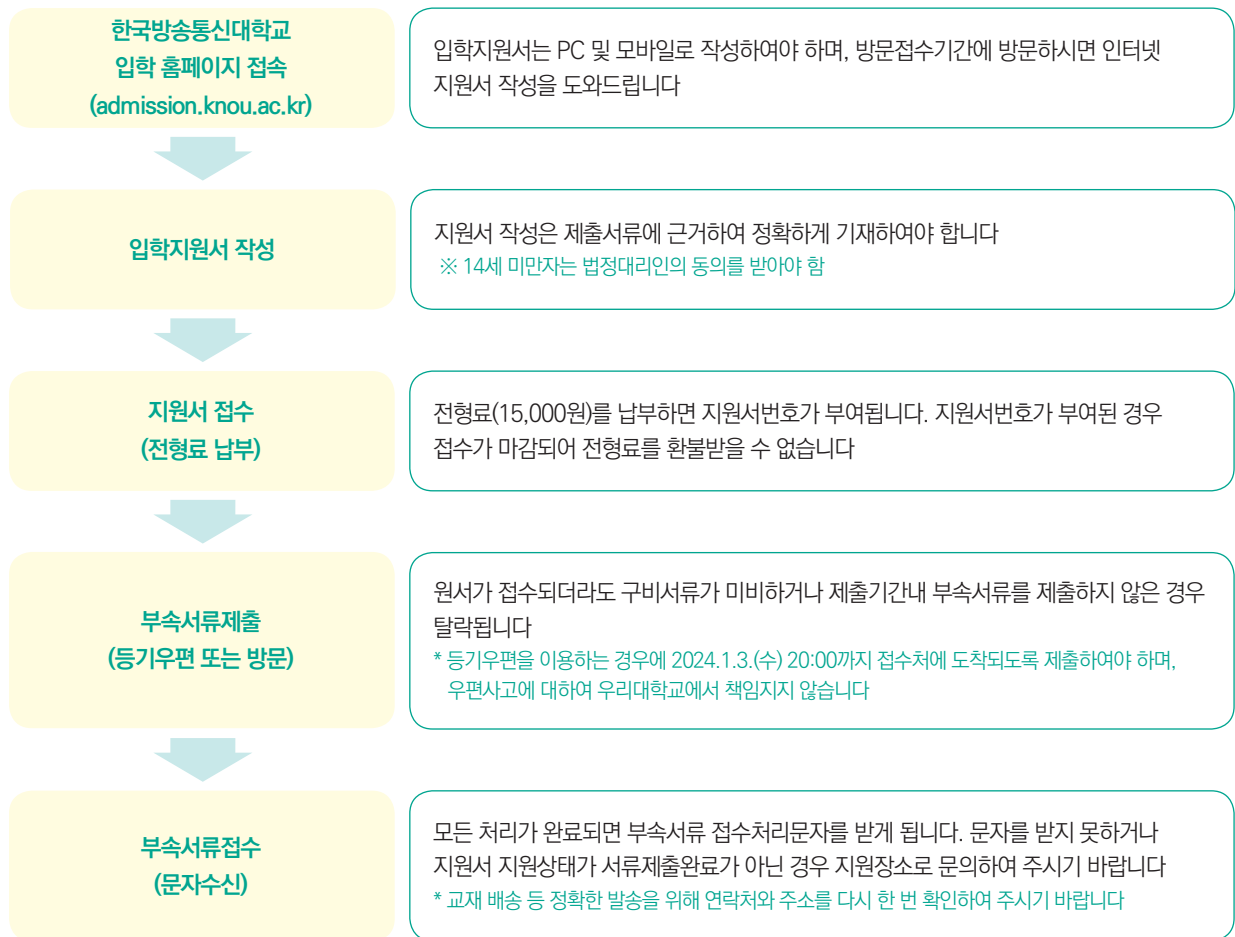 한국방송통신대학교
입학 홈페이지 접속
(admission.knou.ac.kr)
입학지원서는 PC 및 모바일로 작성하여야 하며, 방문접수기간에 방문하시면 인터넷
지원서 작성을 도와드립니다
입학지원서 작성
지원서 작성은 제출서류에 근거하여 정확하게 기재하여야 합니다
※ 14세 미만자는 법정대리인의 동의를 받아야 함
지원서 접수
(전형료 납부)
전형료(15,000원)를 납부하면 지원서번호가 부여됩니다. 지원서번호가 부여된 경우
접수가 마감되어 전형료를 환불받을 수 없습니다
부속서류제출
(등기우편 또는 방문)
원서가 접수되더라도 구비서류가 미비하거나 제출기간내 부속서류를 제출하지 않은 경우
탈락됩니다
* 등기우편을 이용하는 경우에 2024.1.3.(수) 20:00까지 접수처에 도착되도록 제출하여야 하며,
우편사고에 대하여 우리대학교에서 책임지지 않습니다
부속서류접수
(문자수신)
모든 처리가 완료되면 부속서류 접수처리문자를 받게 됩니다. 문자를 받지 못하거나
지원서 지원상태가 서류제출완료가 아닌 경우 지원장소로 문의하여 주시기 바랍니다
* 교재 배송 등 정확한 발송을 위해 연락처와 주소를 다시 한 번 확인하여 주시기 바랍니다